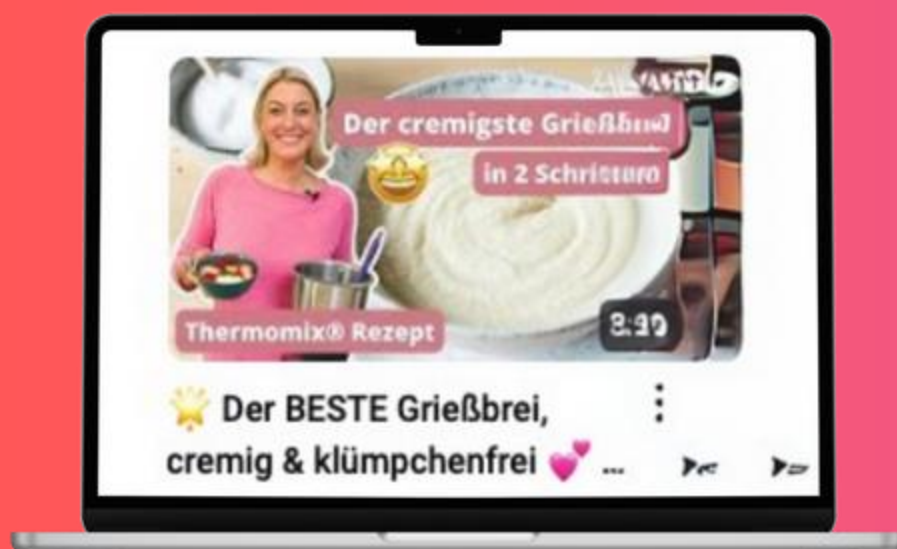 Der cremigste
in 2
Thermomix® Rezept
Der BESTE Grießbrei,
cremig & klümpchenfrei ...